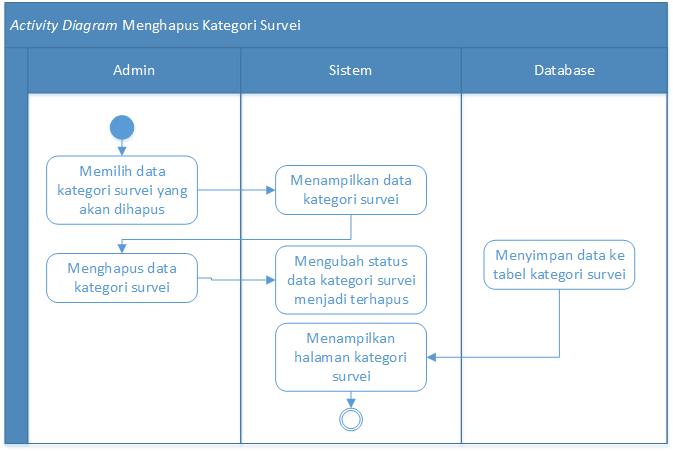 Activity Diagram Menghapus Kategori Survei
Admin
Sistem
Database
Memilih data
kategori survei yang
akan dihapus
Menampilkan data
kategori survei
Menghapus data
kategori survei
Mengubah status
data kategori survei
menjadi terhapus
Menyimpan data ke
tabel kategori survei
Menampilkan
halaman kategori
survei